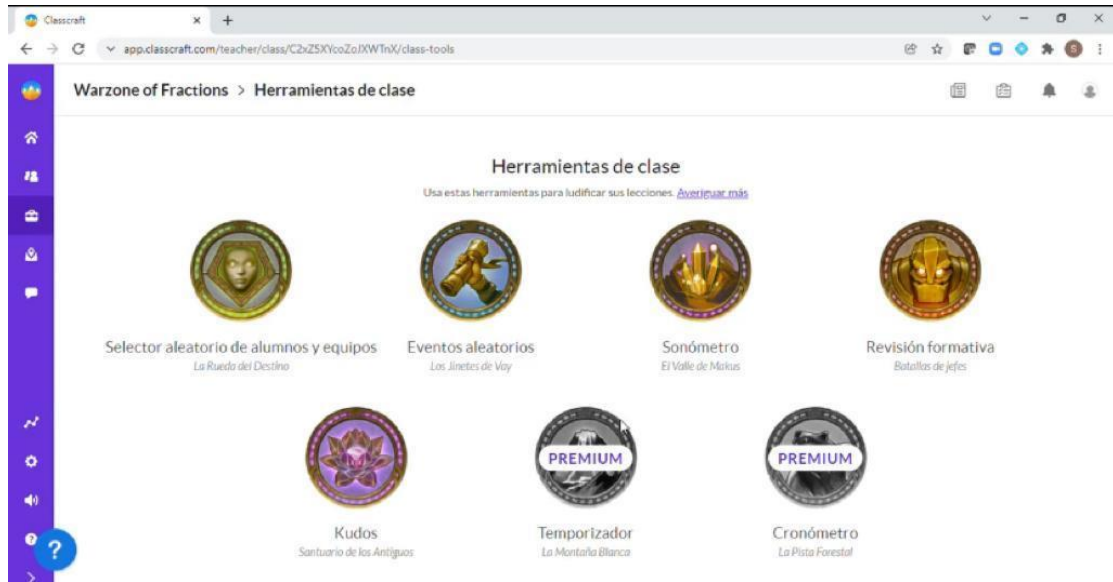 Classcraft
app.classcraft.com/teacher/class/C2xZ5XYcoZoJXWTnX/class-tools
S
Warzone of Fractions > Herramientas de clase
Herramientas de clase
Usa estas herramientas para ludificar sus lecciones. Averiguar más
Selector aleatorio de alumnos y equipos
La Rueda del Destino
Eventos aleatorios
Los Jinetes de Vay
Sonómetro
El Valle de Makus
Revisión formativa
Batallas de jefes
PREMIUM
PREMIUM
Kudos
Santuario de los Antiguos
Temporizador
La Montaña Blanca
Cronómetro
La Pista Forestal
?
?